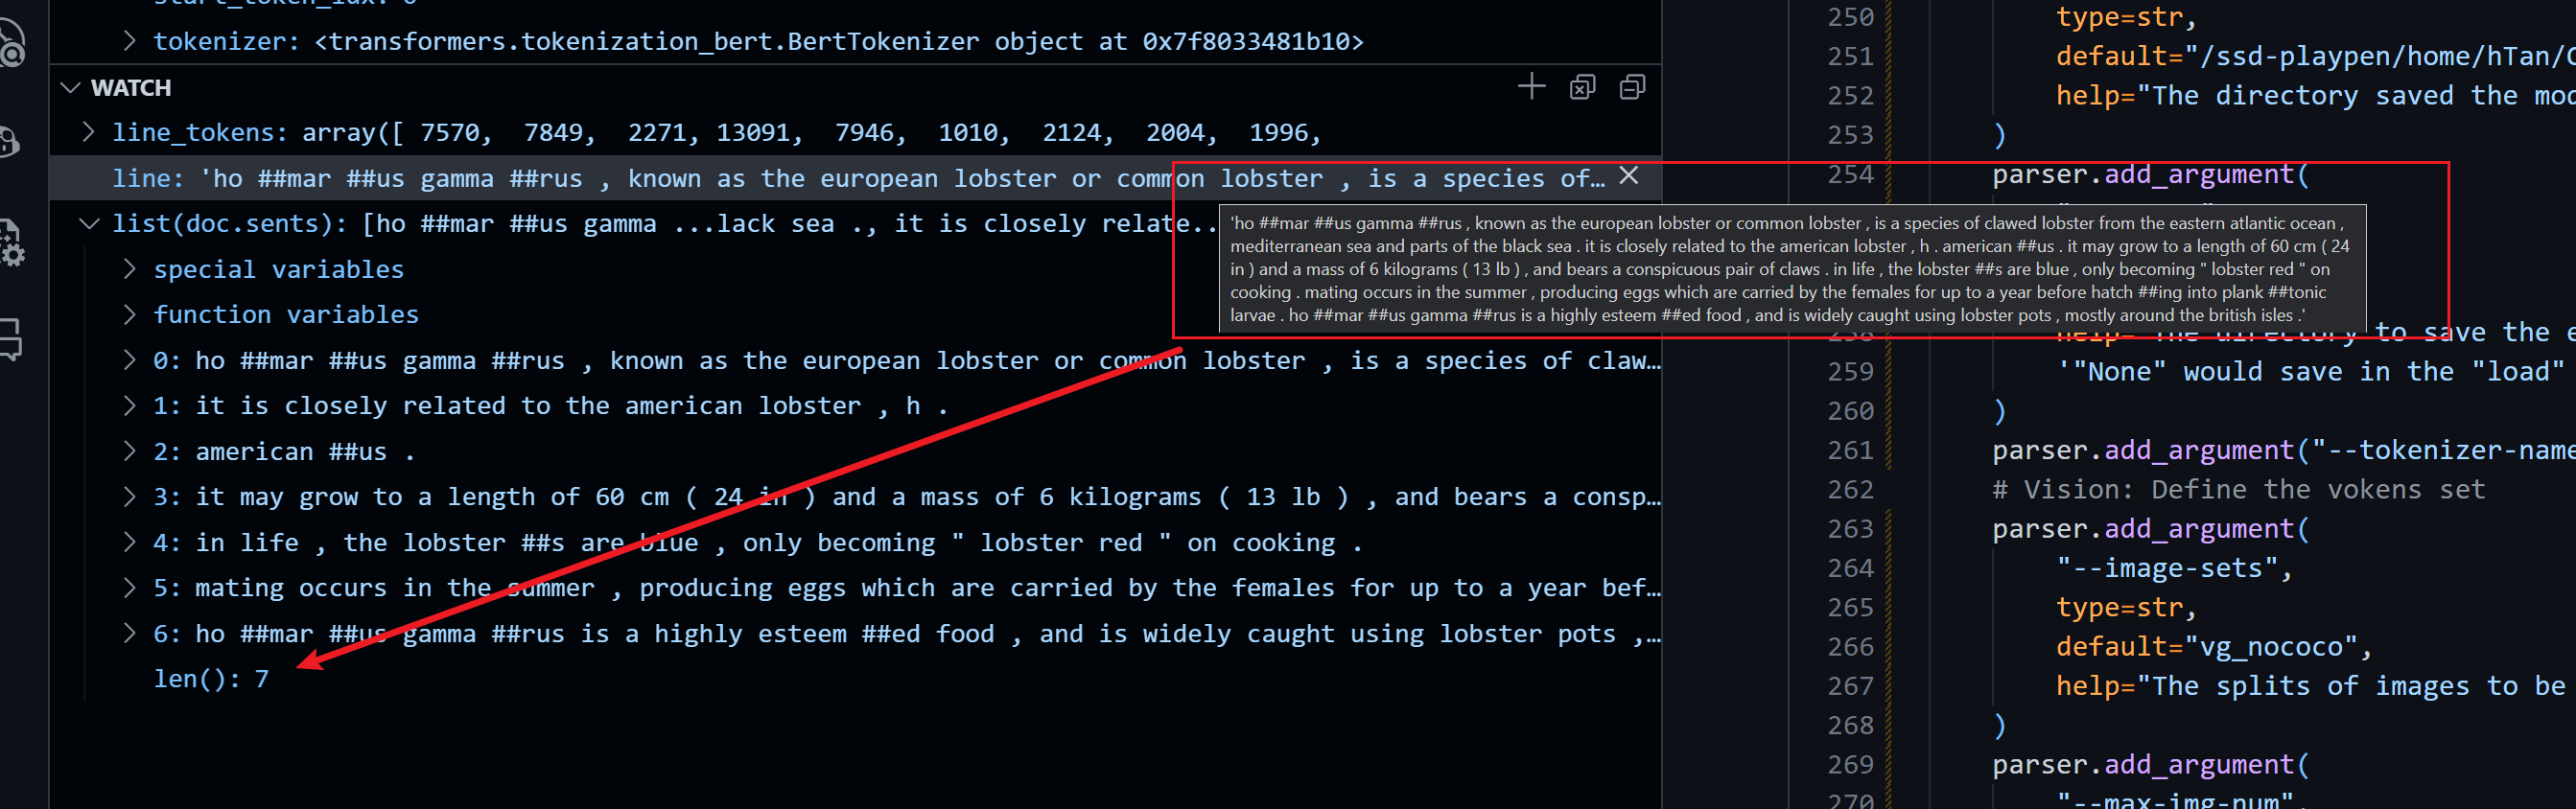 start_token_idx: 0
> tokenizer: <transformers.tokenization_bert.BertTokenizer object at 0x7f8033481b10>
WATCH
> line_tokens: array([ 7570, 7849, 2271, 13091, 7946, 1010, 2124, 2004, 1996,
line: 'ho ##mar ##us gamma ##rus , known as the european lobster or common lobster , is a species of…
list(doc.sents): [ho ##mar ##us gamma ...lack sea ., it is closely relate..
> special variables
> function variables
> 0: ho ##mar ##us gamma ##rus , known as the european lobster or common lobster , is a species of claw…
> 1: it is closely related to the american lobster , h .
> 2: american ##us .
> 3: it may grow to a length of 60 cm ( 24 in ) and a mass of 6 kilograms ( 13 lb ) , and bears a consp…
> 4: in life , the lobster ##s are blue , only becoming " lobster red " on cooking .
> 5: mating occurs in the summer , producing eggs which are carried by the females for up to a year bef…
> 6: ho ##mar ##us gamma ##rus is a highly esteem ##ed food , and is widely caught using lobster pots ,…
len(): 7
'ho ##mar ##us gamma ##rus , known as the european lobster or common lobster , is a species of clawed lobster from the eastern atlantic ocean ,
mediterranean sea and parts of the black sea . it is closely related to the american lobster , h . american ##us . it may grow to a length of 60 cm ( 24
in ) and a mass of 6 kilograms ( 13 lb ) , and bears a conspicuous pair of claws . in life , the lobster ##s are blue , only becoming " lobster red " on
cooking . mating occurs in the summer , producing eggs which are carried by the females for up to a year before hatch ##ing into plank ##tonic
larvae . ho ##mar ##us gamma ##rus is a highly esteem ##ed food , and is widely caught using lobster pots , mostly around the british isles .'
250 type=str,
251 default="/ssd-playpen/home/hTan/
252 help="The directory saved the mod
253 )
254 parser.add_argument(
258 help="The directory to save the e
259 '"None" would save in the "load"
260 )
261 parser.add_argument("--tokenizer-name
262 # Vision: Define the vokens set
263 parser.add_argument(
264 "--image-sets",
265 type=str,
266 default="vg_nococo",
267 help="The splits of images to be
268 )
269 parser.add_argument(
270 "--max-img-num",